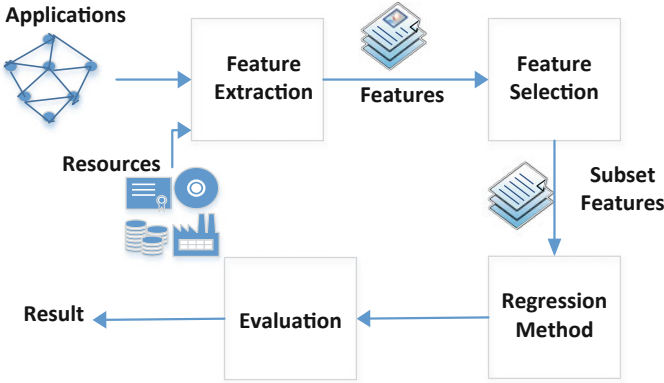 Applications
Feature
Extraction
Features
Feature
Selection
Resources
Subset
Features
Regression
Method
Evaluation
Result